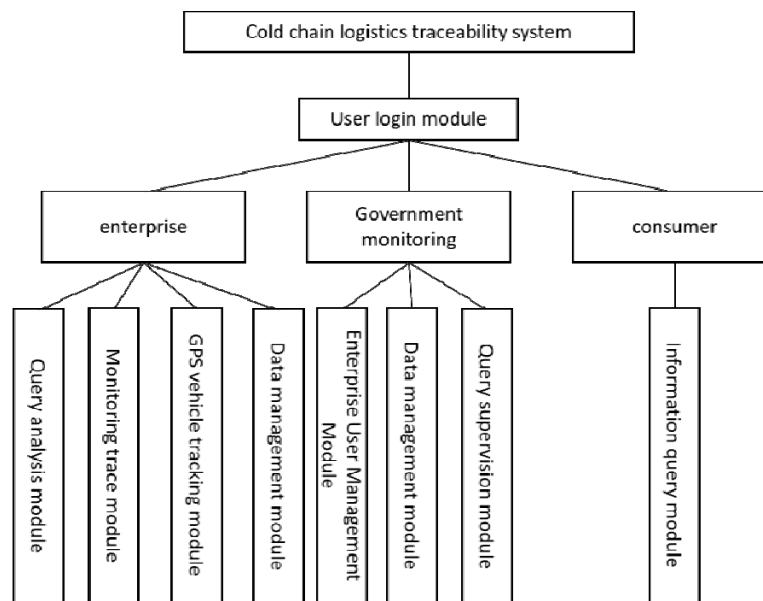 Cold chain logistics traceability system
User login module
enterprise
Government
monitoring
consumer
Query analysis module
Monitoring trace module
GPS vehicle tracking module
Data management module
Enterprise User Management
Module
Data management module
Query supervision module
Information query module